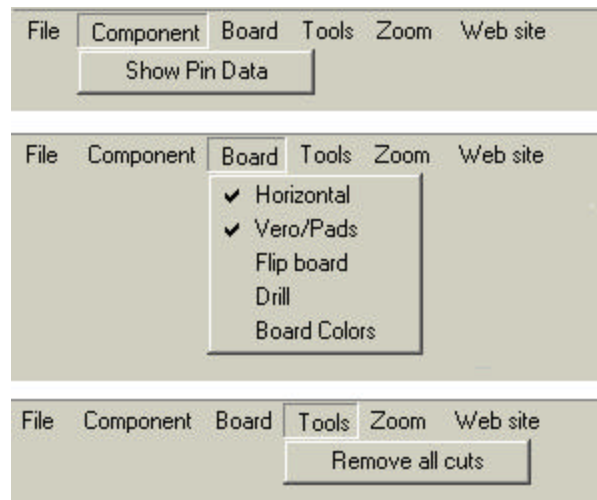 File Component Board Tools Zoom Web site
Show Pin Data
File Component Board Tools Zoom Web site
Horizontal
Vero/Pads
Flip board
Drill
Board Colors
File Component Board Tools Zoom Web site
Remove all cuts